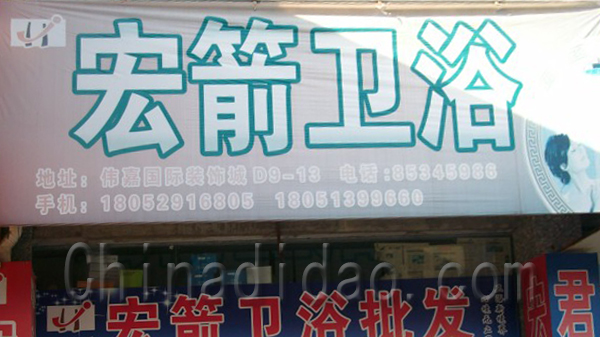 宏箭卫浴
地址：伟嘉国际装饰城 D9-13 电话：85345986
手机：18052916805 18051399660
Chinadidao.com
宏箭卫浴批发
君